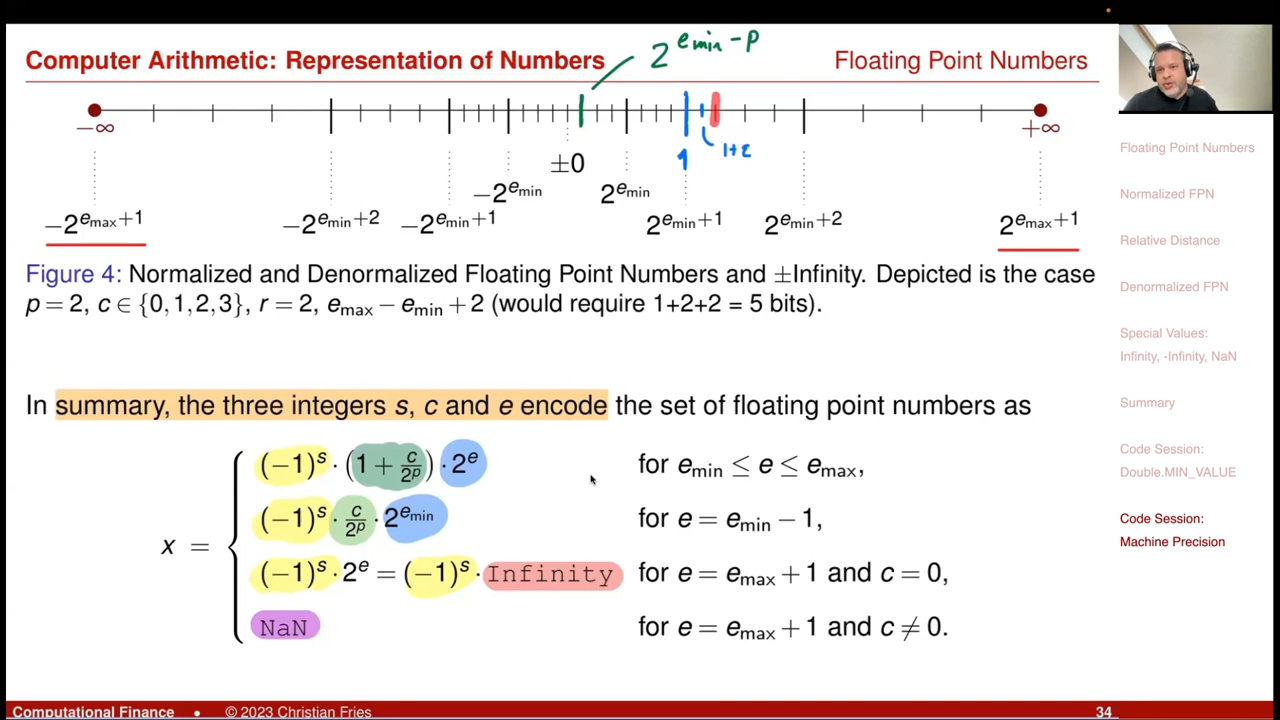 Computer Arithmetic: Representation of Numbers
Floating Point Numbers
2^{e_min − p}
−∞
+∞
1
1+ε
±0
−2^{e_min}
2^{e_min}
−2^{e_max+1}
−2^{e_min+2}
−2^{e_min+1}
2^{e_min+1}
2^{e_min+2}
2^{e_max+1}
Figure 4: Normalized and Denormalized Floating Point Numbers and ±Infinity. Depicted is the case
p = 2, c ∈ {0,1,2,3}, r = 2, e_max − e_min + 2 (would require 1+2+2 = 5 bits).
In summary, the three integers s, c and e encode the set of floating point numbers as
x = {
(−1)^s · (1 + c/2^p) · 2^e for e_min ≤ e ≤ e_max,
(−1)^s · c/2^p · 2^{e_min} for e = e_min − 1,
(−1)^s · 2^e = (−1)^s · Infinity for e = e_max + 1 and c = 0,
NaN for e = e_max + 1 and c ≠ 0.
Floating Point Numbers
Normalized FPN
Relative Distance
Denormalized FPN
Special Values:
Infinity, -Infinity, NaN
Summary
Code Session:
Double.MIN_VALUE
Code Session:
Machine Precision
Computational Finance • © 2023 Christian Fries
34